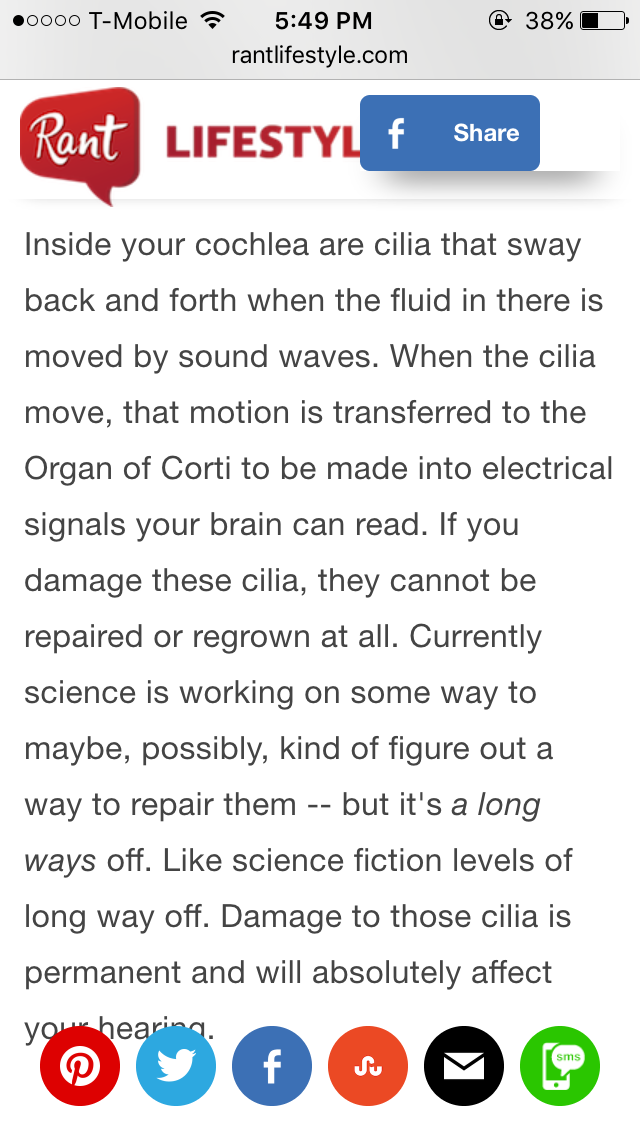 T-Mobile 5:49 PM 38%
rantlifestyle.com
Rant LIFESTYL
f Share
Inside your cochlea are cilia that sway
back and forth when the fluid in there is
moved by sound waves. When the cilia
move, that motion is transferred to the
Organ of Corti to be made into electrical
signals your brain can read. If you
damage these cilia, they cannot be
repaired or regrown at all. Currently
science is working on some way to
maybe, possibly, kind of figure out a
way to repair them -- but it's a long
ways off. Like science fiction levels of
long way off. Damage to those cilia is
permanent and will absolutely affect
your hearing.
sms